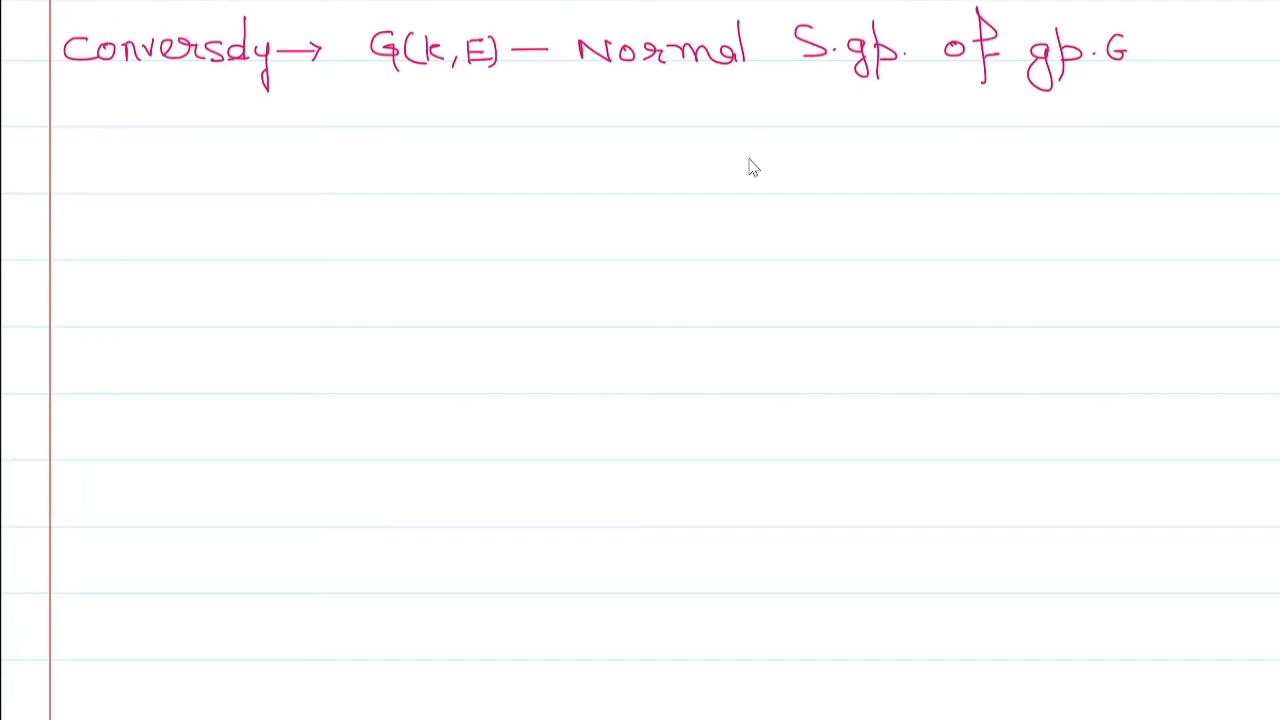 Conversely → G(K, E) – Normal S.gp. of gp. G